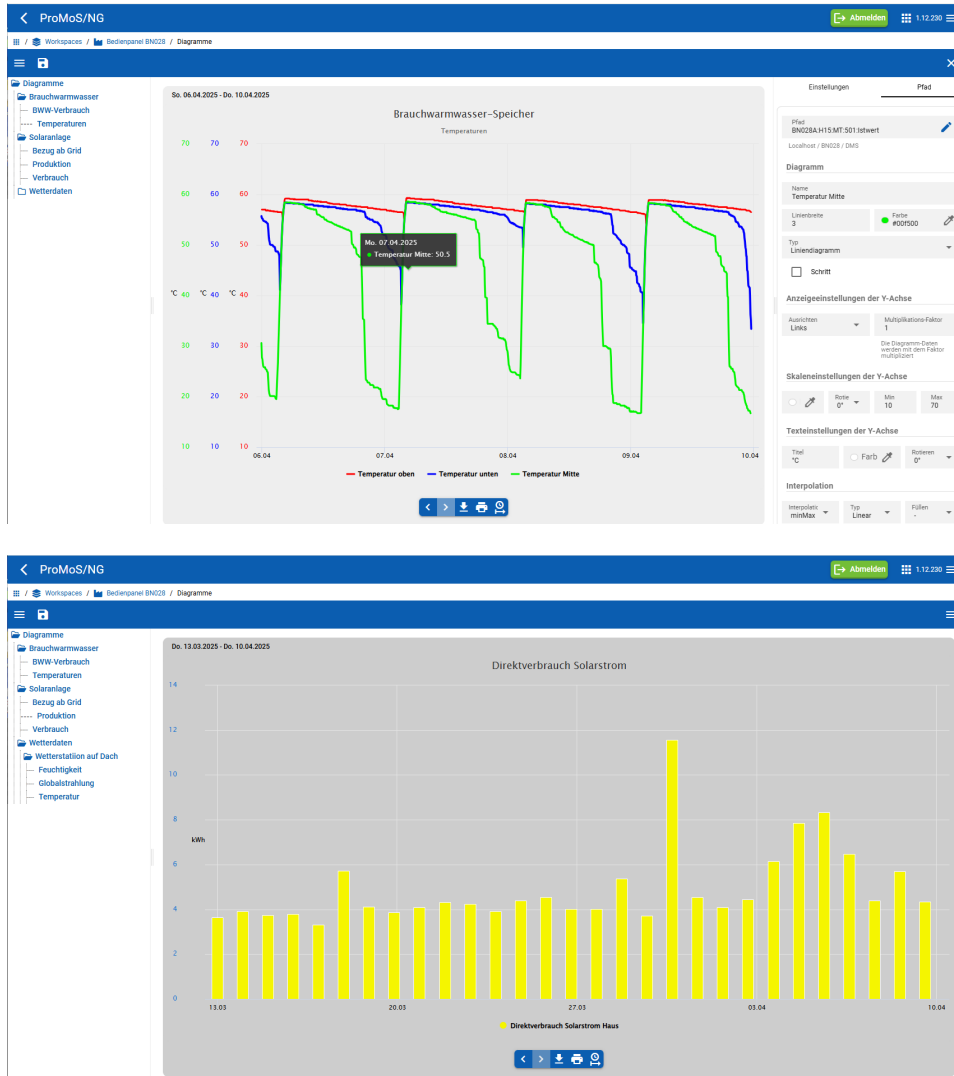 ProMoS/NG
Abmelden
1.12.230
/ Workspaces / Bedienpanel BN028 / Diagramme
Diagramme
Brauchwarmwasser
BWW-Verbrauch
Temperaturen
Solaranlage
Bezug ab Grid
Produktion
Verbrauch
Wetterdaten
So. 06.04.2025 - Do. 10.04.2025
Brauchwarmwasser-Speicher
Temperaturen
70 70 70
60 60 60
50 50 50
°C 40 °C 40 °C 40
30 30 30
20 20 20
10 10 10
06.04 07.04 08.04 09.04 10.04
Mo. 07.04.2025
Temperatur Mitte: 50.5
Temperatur oben Temperatur unten Temperatur Mitte
Einstellungen Pfad
Pfad
BN028A:H15:MT:501:Istwert
Localhost / BN028 / DMS
Diagramm
Name
Temperatur Mitte
Linienbreite
3
Farbe
#00f500
Typ
Liniendiagramm
Schritt
Anzeigeeinstellungen der Y-Achse
Ausrichten
Links
Multiplikations-Faktor
1
Die Diagramm-Daten
werden mit dem Faktor
multipliziert
Skaleneinstellungen der Y-Achse
Rotie
0°
Min
10
Max
70
Texteinstellungen der Y-Achse
Titel
°C
Farb
Rotieren
0°
Interpolation
Interpolatic
minMax
Typ
Linear
Füllen
-
ProMoS/NG
Abmelden
1.12.230
/ Workspaces / Bedienpanel BN028 / Diagramme
Diagramme
Brauchwarmwasser
BWW-Verbrauch
Temperaturen
Solaranlage
Bezug ab Grid
Produktion
Verbrauch
Wetterdaten
Wetterstatiion auf Dach
Feuchtigkeit
Globalstrahlung
Temperatur
Do. 13.03.2025 - Do. 10.04.2025
Direktverbrauch Solarstrom
14
12
10
8
kWh
6
4
2
0
13.03 20.03 27.03 03.04 10.04
Direktverbrauch Solarstrom Haus